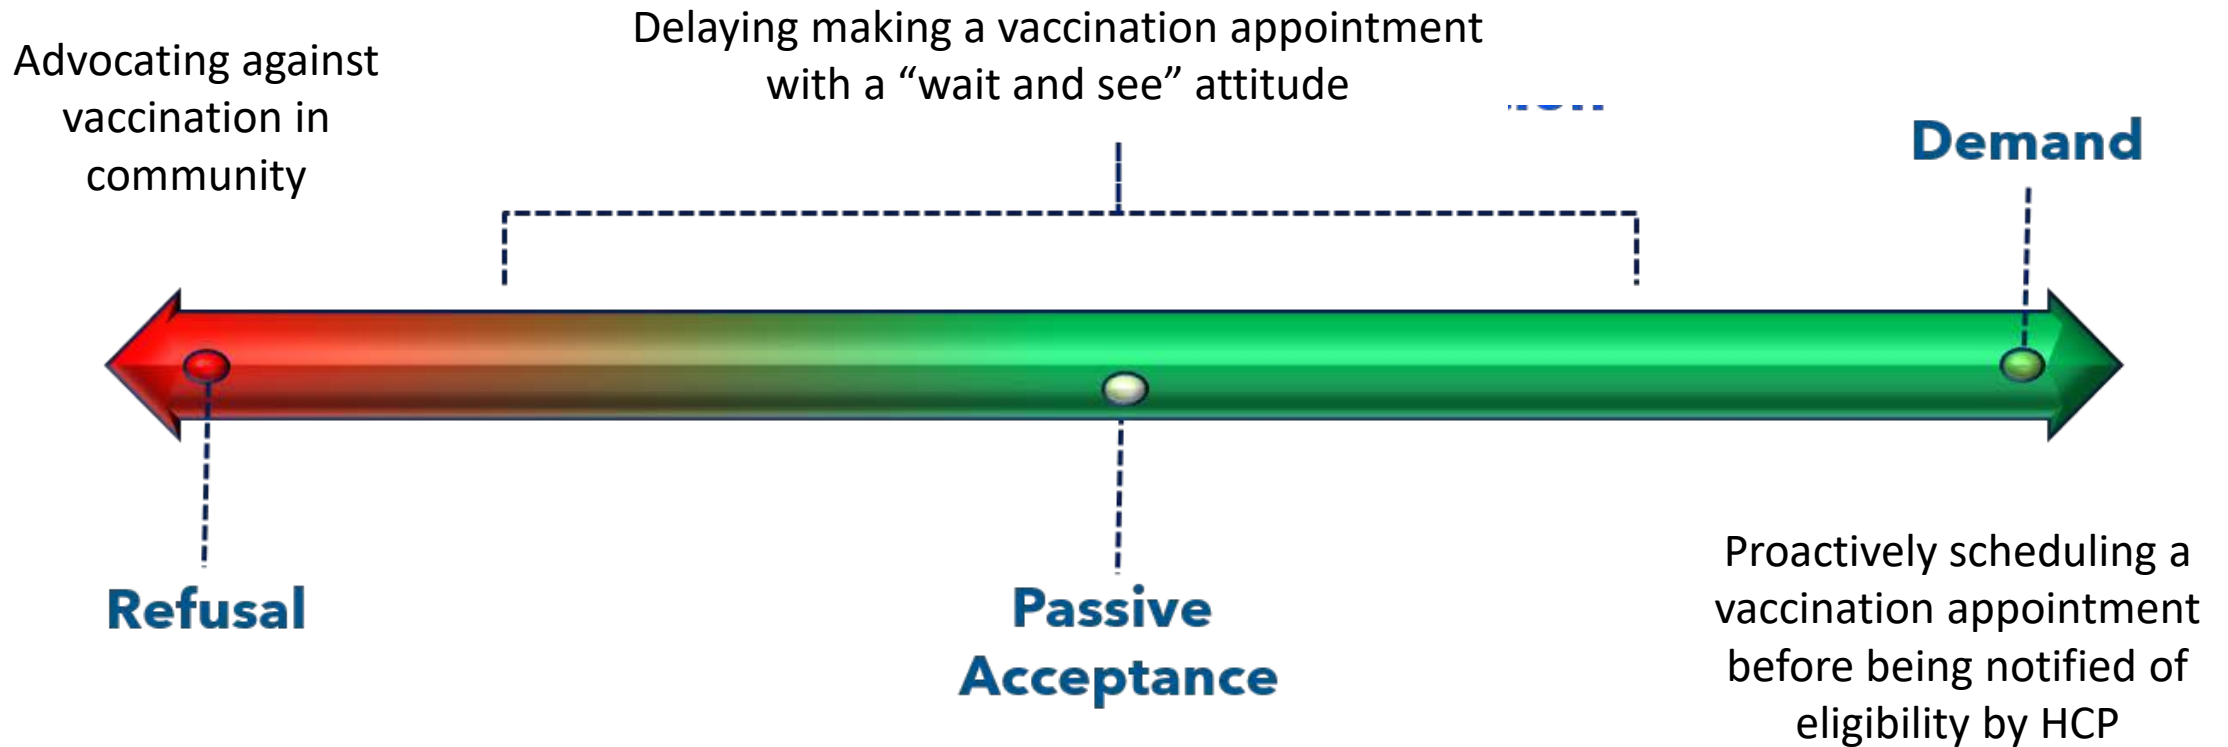 Advocating against
vaccination in
community
Delaying making a vaccination appointment
with a “wait and see” attitude
Demand
Refusal
Passive
Acceptance
Proactively scheduling a
vaccination appointment
before being notified of
eligibility by HCP